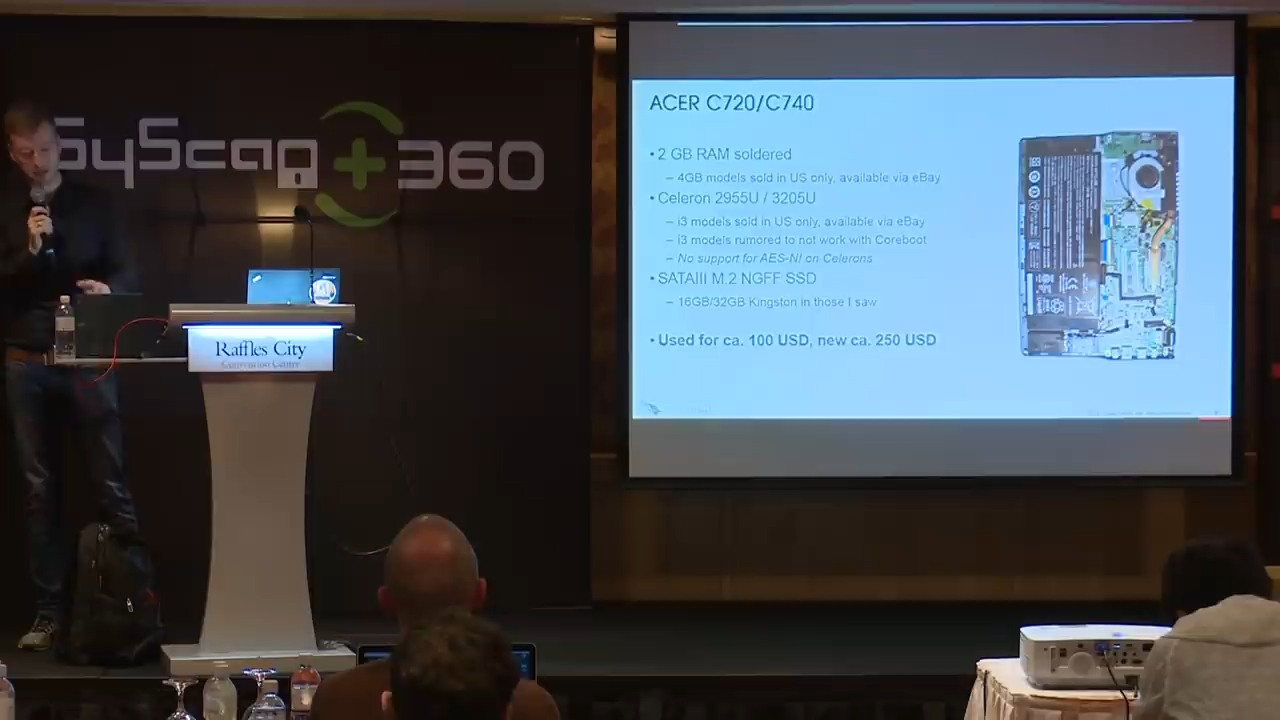 SyScan+360
Raffles City
Convention Centre
ACER C720/C740
• 2 GB RAM soldered
– 4GB models sold in US only, available via eBay
• Celeron 2955U / 3205U
– i3 models sold in US only, available via eBay
– i3 models rumored to not work with Coreboot
– No support for AES-NI on Celerons
• SATAIII M.2 NGFF SSD
– 16GB/32GB Kingston in those I saw
• Used for ca. 100 USD, new ca. 250 USD